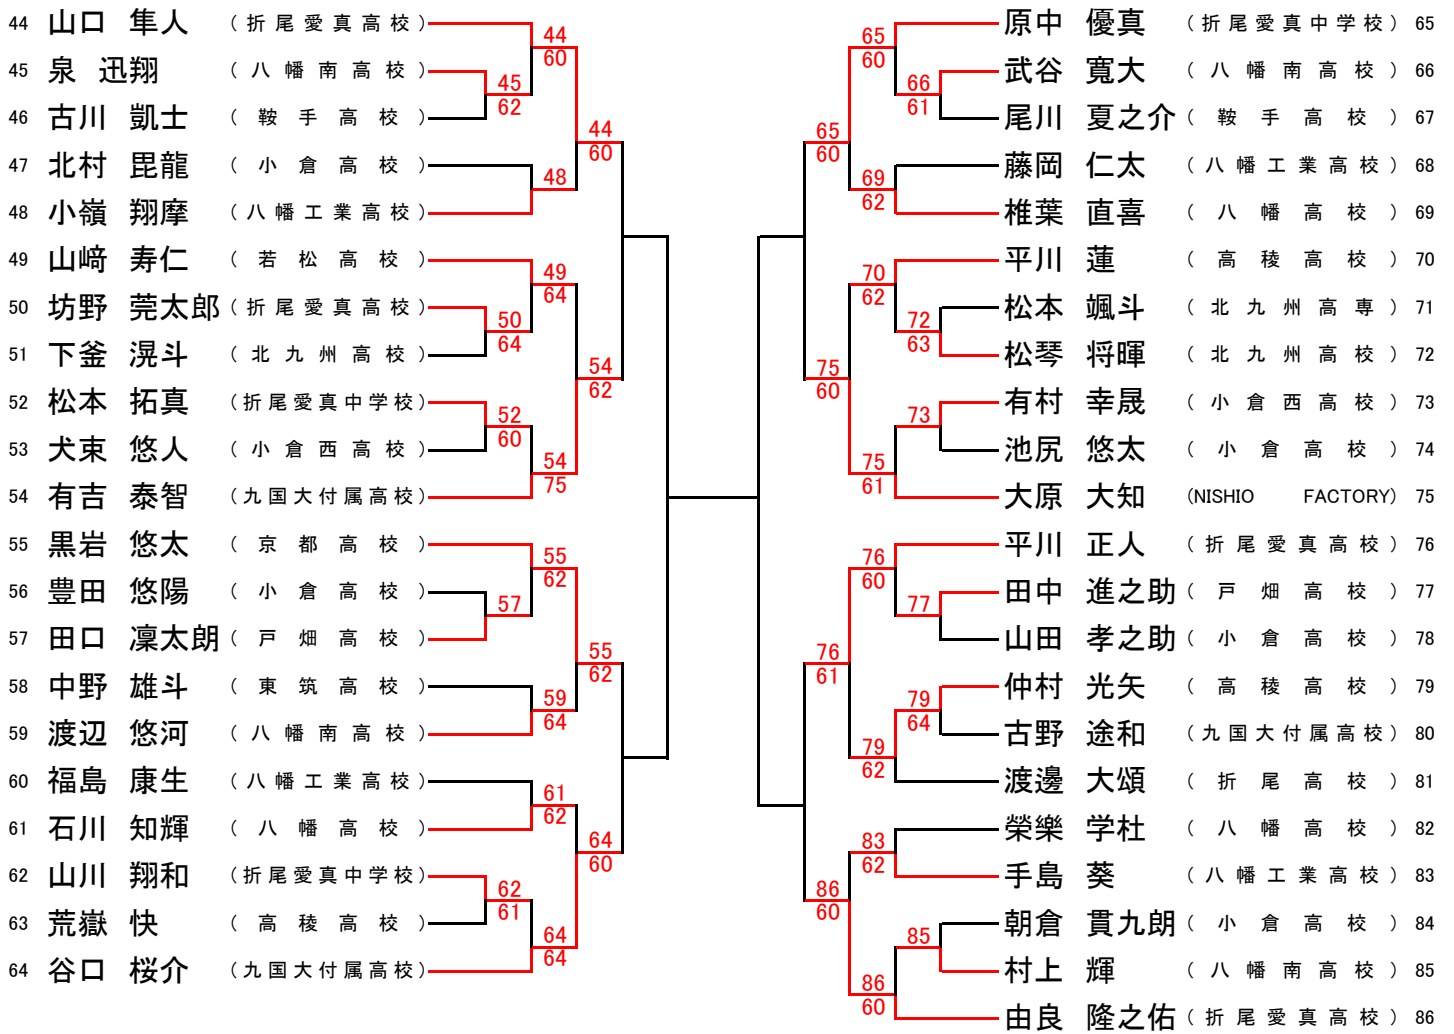 44 山口 隼人 (折尾愛真高校)
45 泉 迅翔 (八幡南高校)
46 古川 凱士 (鞍手高校)
47 北村 毘龍 (小倉高校)
48 小嶺 翔摩 (八幡工業高校)
49 山﨑 寿仁 (若松高校)
50 坊野 莞太郎 (折尾愛真高校)
51 下釜 滉斗 (北九州高校)
52 松本 拓真 (折尾愛真中学校)
53 犬束 悠人 (小倉西高校)
54 有吉 泰智 (九国大付属高校)
55 黒岩 悠太 (京都高校)
56 豊田 悠陽 (小倉高校)
57 田口 凜太朗 (戸畑高校)
58 中野 雄斗 (東筑高校)
59 渡辺 悠河 (八幡南高校)
60 福島 康生 (八幡工業高校)
61 石川 知輝 (八幡高校)
62 山川 翔和 (折尾愛真中学校)
63 荒嶽 快 (高稜高校)
64 谷口 桜介 (九国大付属高校)
45
62
50
64
52
60
57
62
61
44
60
48
49
64
54
75
55
62
59
64
61
62
64
64
44
60
54
62
55
62
64
60
65
60
75
60
76
61
86
60
65
60
69
62
70
62
75
61
76
60
79
62
83
62
86
60
66
61
72
63
73
77
79
64
85
原中 優真 (折尾愛真中学校) 65
武谷 寛大 (八幡南高校) 66
尾川 夏之介 (鞍手高校) 67
藤岡 仁太 (八幡工業高校) 68
椎葉 直喜 (八幡高校) 69
平川 蓮 (高稜高校) 70
松本 颯斗 (北九州高専) 71
松琴 将暉 (北九州高校) 72
有村 幸晟 (小倉西高校) 73
池尻 悠太 (小倉高校) 74
大原 大知 (NISHIO FACTORY) 75
平川 正人 (折尾愛真高校) 76
田中 進之助 (戸畑高校) 77
山田 孝之助 (小倉高校) 78
仲村 光矢 (高稜高校) 79
古野 途和 (九国大付属高校) 80
渡邊 大頌 (折尾高校) 81
榮樂 学杜 (八幡高校) 82
手島 葵 (八幡工業高校) 83
朝倉 貫九朗 (小倉高校) 84
村上 輝 (八幡南高校) 85
由良 隆之佑 (折尾愛真高校) 86